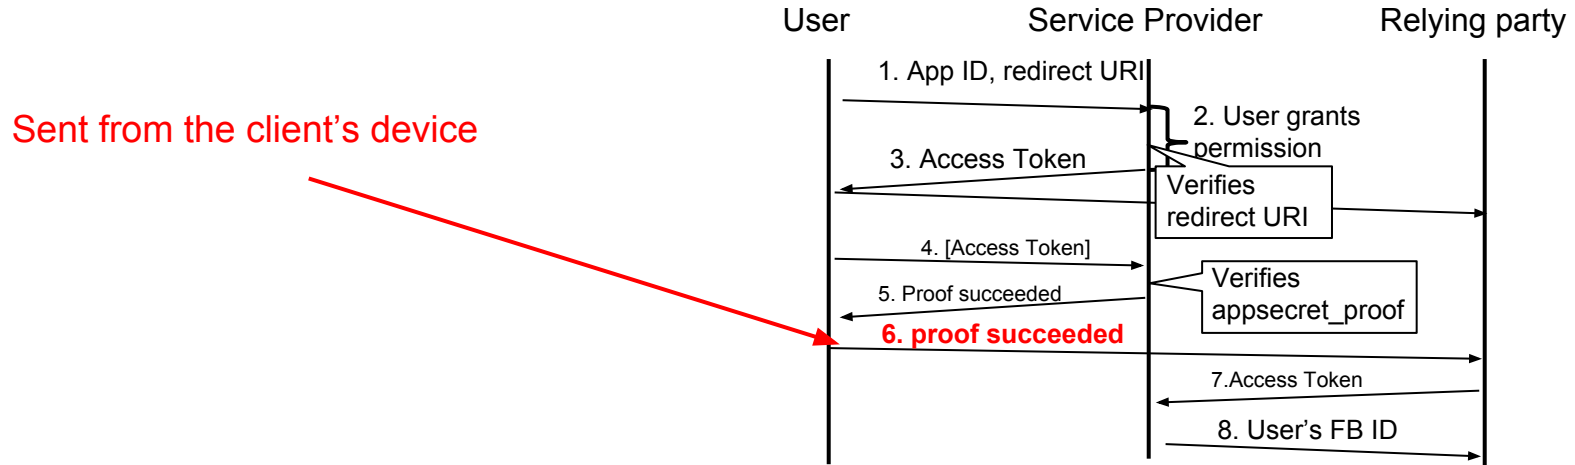 User
Service Provider
Relying party
1. App ID, redirect URI
Sent from the client's device
2. User grants
permission
3. Access Token
Verifies
redirect URI
4. [Access Token]
Verifies
appsecret_proof
5. Proof succeeded
6. proof succeeded
7.Access Token
8. User's FB ID